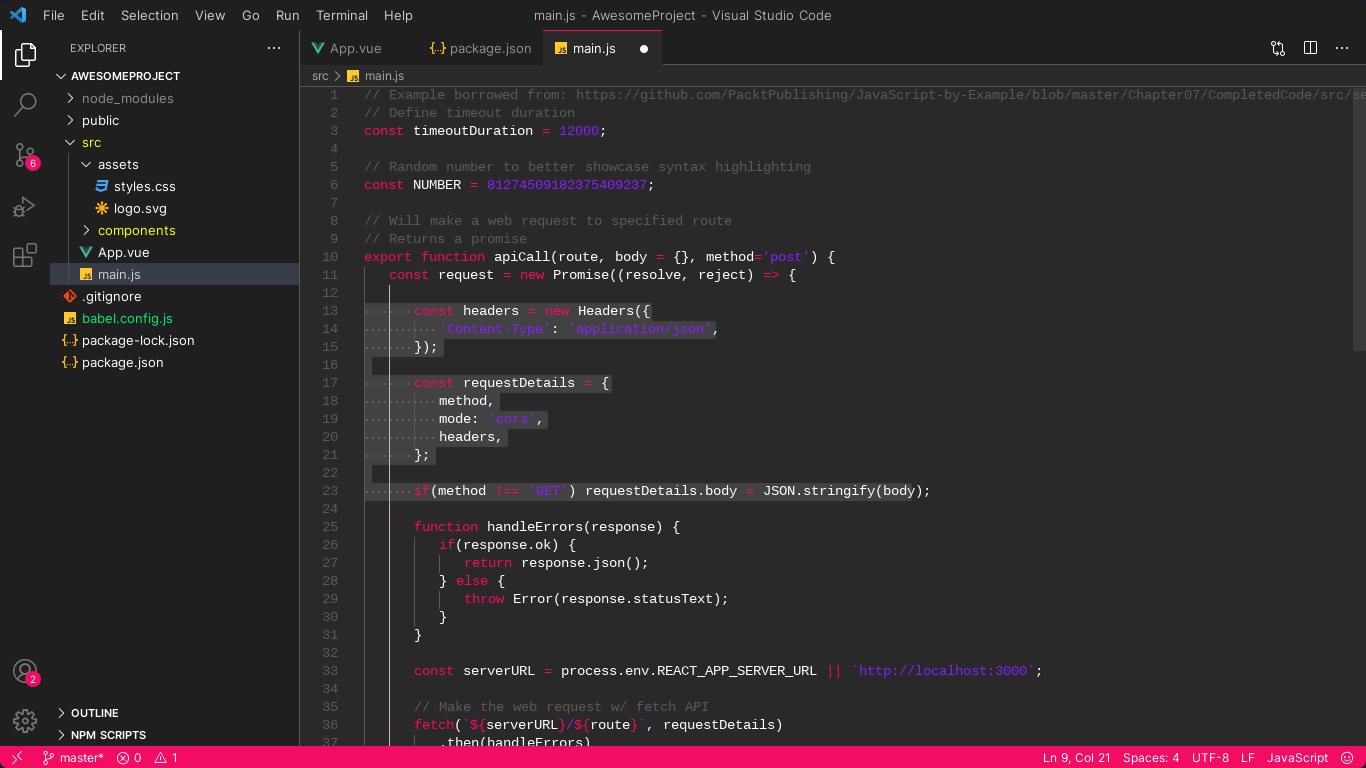 File Edit Selection View Go Run Terminal Help
main.js - AwesomeProject - Visual Studio Code
EXPLORER
AWESOMEPROJECT
node_modules
public
src
assets
styles.css
logo.svg
components
App.vue
main.js
.gitignore
babel.config.js
package-lock.json
package.json
OUTLINE
NPM SCRIPTS
6
2
App.vue
{..} package.json
JS main.js
src > JS main.js
1 // Example borrowed from: https://github.com/PacktPublishing/JavaScript-by-Example/blob/master/Chapter07/CompletedCode/src/se
2 // Define timeout duration
3 const timeoutDuration = 12000;
4
5 // Random number to better showcase syntax highlighting
6 const NUMBER = 81274509182375409237;
7
8 // Will make a web request to specified route
9 // Returns a promise
10 export function apiCall(route, body = {}, method='post') {
11 const request = new Promise((resolve, reject) => {
12
13 const headers = new Headers({
14 'Content-Type': 'application/json',
15 });
16
17 const requestDetails = {
18 method,
19 mode: 'cors',
20 headers,
21 };
22
23 if(method !== 'GET') requestDetails.body = JSON.stringify(body);
24
25 function handleErrors(response) {
26 if(response.ok) {
27 return response.json();
28 } else {
29 throw Error(response.statusText);
30 }
31 }
32
33 const serverURL = process.env.REACT_APP_SERVER_URL || `http://localhost:3000`;
34
35 // Make the web request w/ fetch API
36 fetch(`${serverURL}/${route}`, requestDetails)
37 .then(handleErrors)
master* 0 1
Ln 9, Col 21 Spaces: 4 UTF-8 LF JavaScript